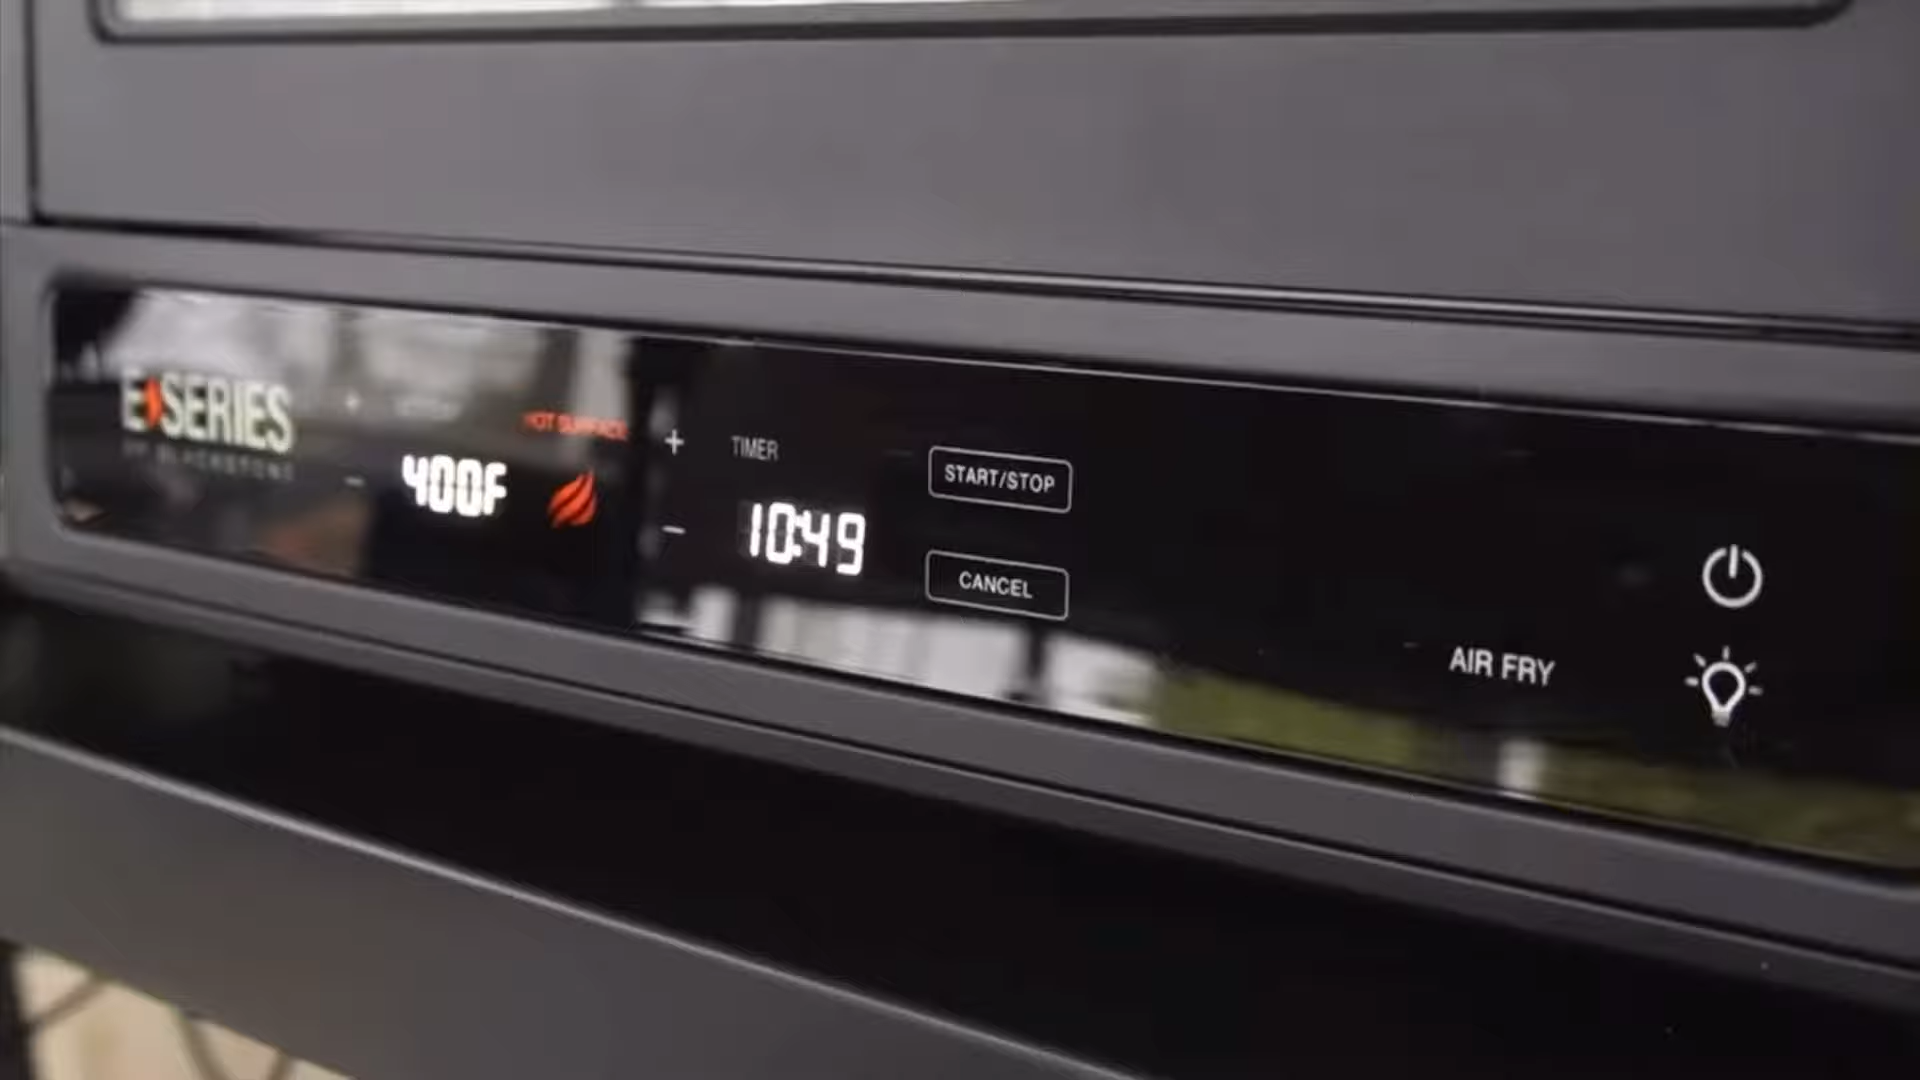 E SERIES
BY BLACKSTONE
400F
HOT SURFACE
+
−
TIMER
10:49
START/STOP
CANCEL
AIR FRY